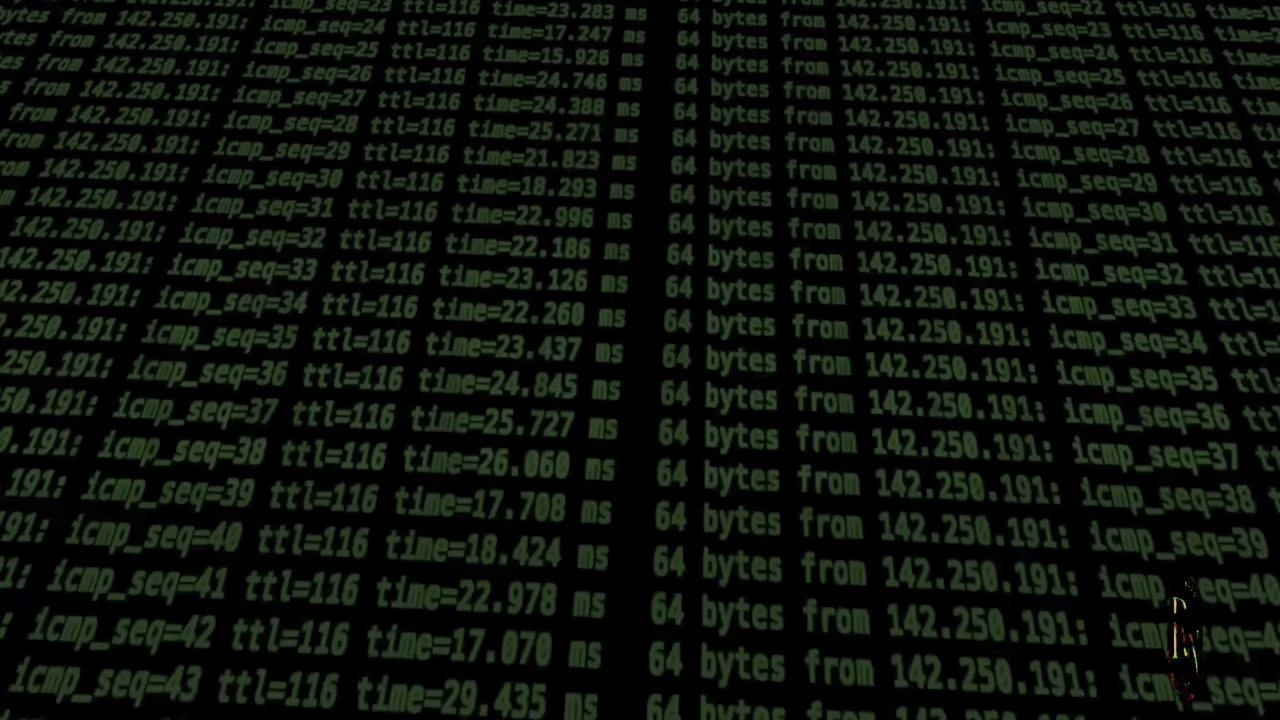 icmp_seq=23 ttl=116 time=23.283 ms
bytes from 142.250.191: icmp_seq=24 ttl=116 time=17.247 ms
from 142.250.191: icmp_seq=25 ttl=116 time=15.926 ms
from 142.250.191: icmp_seq=26 ttl=116 time=24.746 ms
from 142.250.191: icmp_seq=27 ttl=116 time=24.388 ms
from 142.250.191: icmp_seq=28 ttl=116 time=25.271 ms
from 142.250.191: icmp_seq=29 ttl=116 time=21.823 ms
142.250.191: icmp_seq=30 ttl=116 time=18.293 ms
142.250.191: icmp_seq=31 ttl=116 time=22.996 ms
142.250.191: icmp_seq=32 ttl=116 time=22.186 ms
142.250.191: icmp_seq=33 ttl=116 time=23.126 ms
42.250.191: icmp_seq=34 ttl=116 time=22.260 ms
.250.191: icmp_seq=35 ttl=116 time=23.437 ms
250.191: icmp_seq=36 ttl=116 time=24.845 ms
50.191: icmp_seq=37 ttl=116 time=25.727 ms
.191: icmp_seq=38 ttl=116 time=26.060 ms
191: icmp_seq=39 ttl=116 time=17.708 ms
91: icmp_seq=40 ttl=116 time=18.424 ms
1: icmp_seq=41 ttl=116 time=22.978 ms
: icmp_seq=42 ttl=116 time=17.070 ms
icmp_seq=43 ttl=116 time=29.435 ms
icmp_seq=22 ttl=116 time=
64 bytes from 142.250.191: icmp_seq=23 ttl=116 time=
64 bytes from 142.250.191: icmp_seq=24 ttl=116
64 bytes from 142.250.191: icmp_seq=25 ttl=116
64 bytes from 142.250.191: icmp_seq=26 ttl=116
64 bytes from 142.250.191: icmp_seq=27 ttl=116
64 bytes from 142.250.191: icmp_seq=28 ttl=116
64 bytes from 142.250.191: icmp_seq=29 ttl=116
64 bytes from 142.250.191: icmp_seq=30 ttl=116
64 bytes from 142.250.191: icmp_seq=31 ttl=116
64 bytes from 142.250.191: icmp_seq=32 ttl=11
64 bytes from 142.250.191: icmp_seq=33 ttl=1
64 bytes from 142.250.191: icmp_seq=34 ttl=
64 bytes from 142.250.191: icmp_seq=35 ttl
64 bytes from 142.250.191: icmp_seq=36
64 bytes from 142.250.191: icmp_seq=37
64 bytes from 142.250.191: icmp_seq=38
64 bytes from 142.250.191: icmp_seq=39
64 bytes from 142.250.191: icmp_seq=40
64 bytes from 142.250.191: icmp_seq=4
64 bytes from 142.250.191: icmp_seq=
64 bytes from